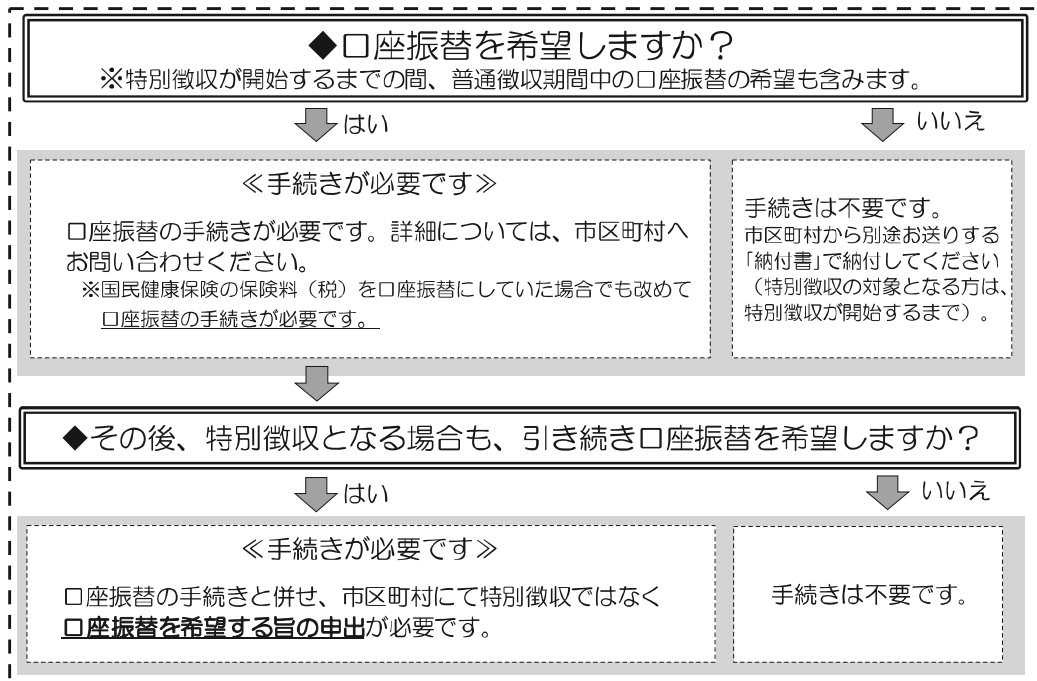 ◆口座振替を希望しますか?
※特別徴収が開始するまでの間、普通徴収期間中の口座振替の希望も含みます。
はい
いいえ
≪手続きが必要です≫
口座振替の手続きが必要です。詳細については、市区町村へ
お問い合わせください。
※国民健康保険の保険料(税)を口座振替にしていた場合でも改めて
口座振替の手続きが必要です。
手続きは不要です。
市区町村から別途お送りする
「納付書」で納付してください
(特別徴収の対象となる方は、
特別徴収が開始するまで)。
◆その後、特別徴収となる場合も、引き続き口座振替を希望しますか?
はい
いいえ
≪手続きが必要です≫
口座振替の手続きと併せ、市区町村にて特別徴収ではなく
口座振替を希望する旨の申出が必要です。
手続きは不要です。